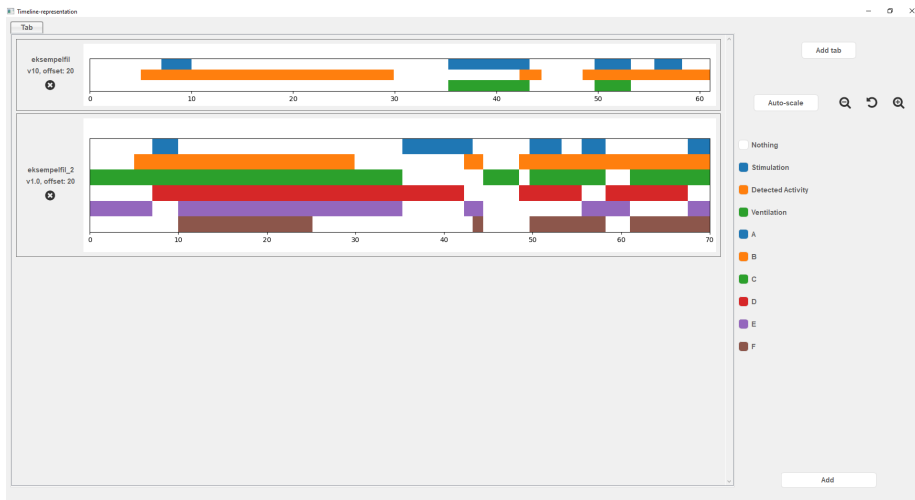 Timeline-representation
Tab
eksempelfil
v10, offset: 20
0 10 20 30 40 50 60
eksempelfil_2
v1.0, offset: 20
0 10 20 30 40 50 60 70
Add tab
Auto-scale
Nothing
Stimulation
Detected Activity
Ventilation
A
B
C
D
E
F
Add